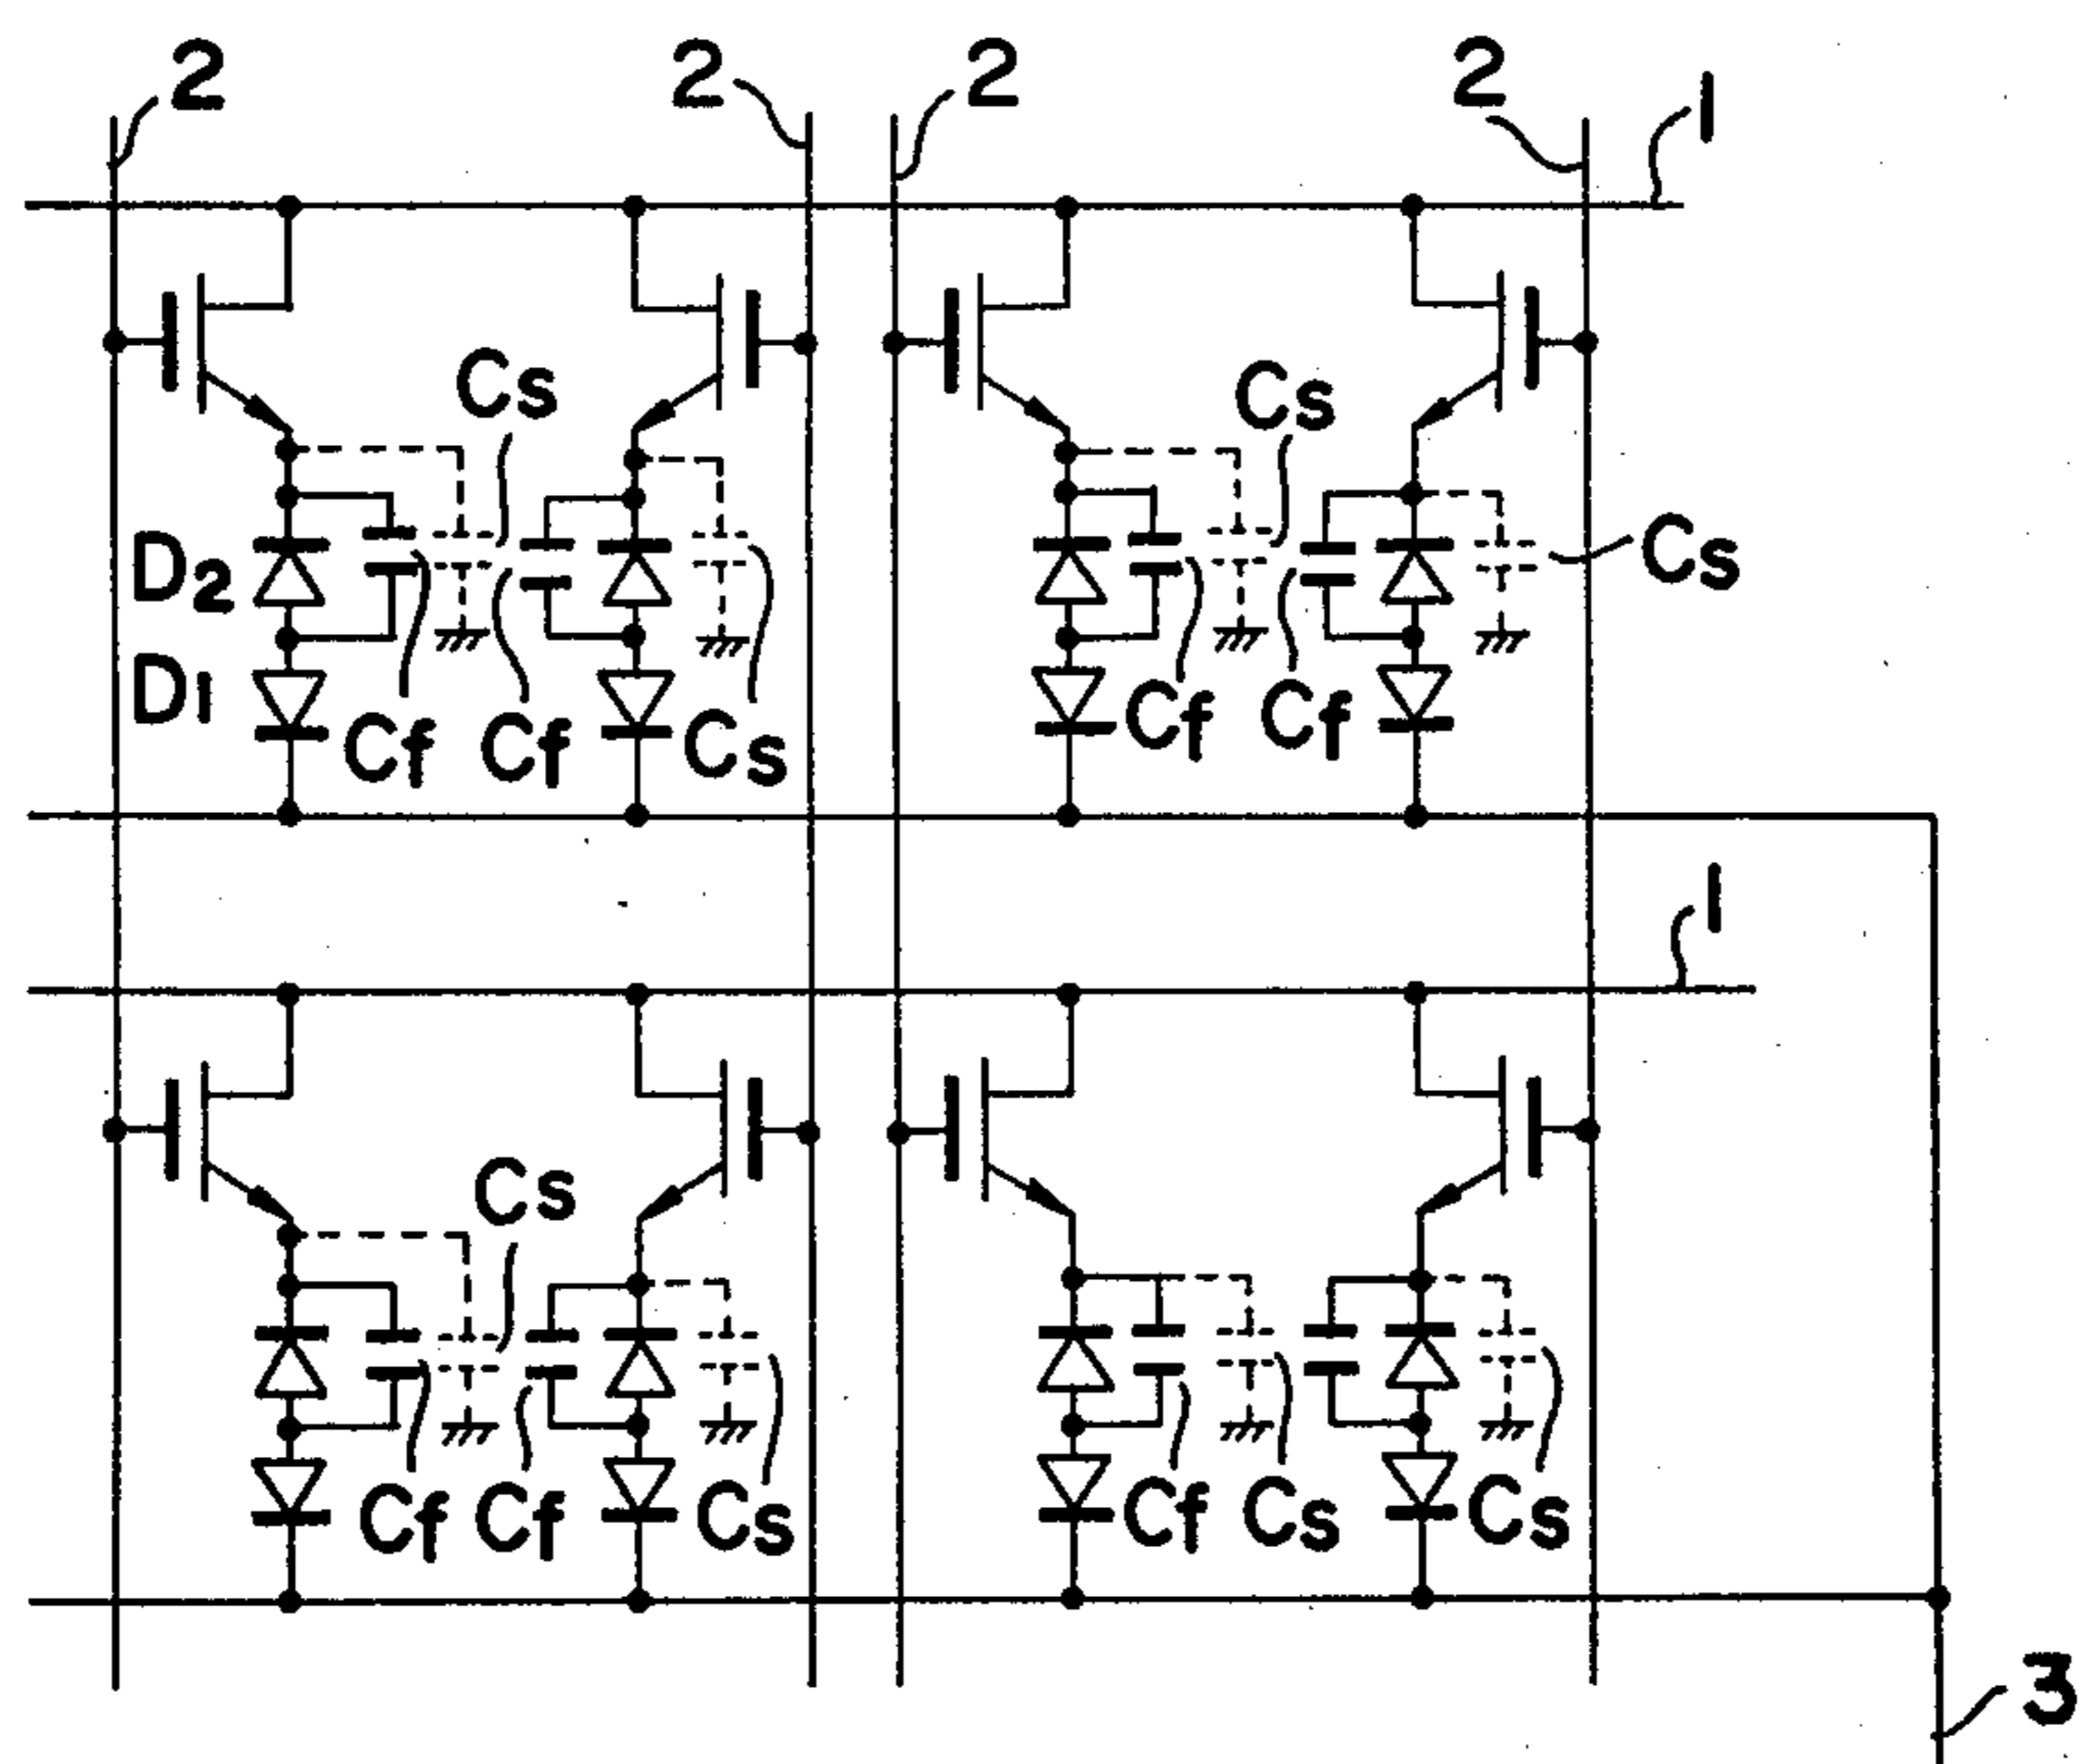 2 2 2 2 1
Cs Cs
D2 Cs
D1
Cf Cf Cs Cf Cf
1
Cs
Cf Cf Cs Cf Cs Cs
3